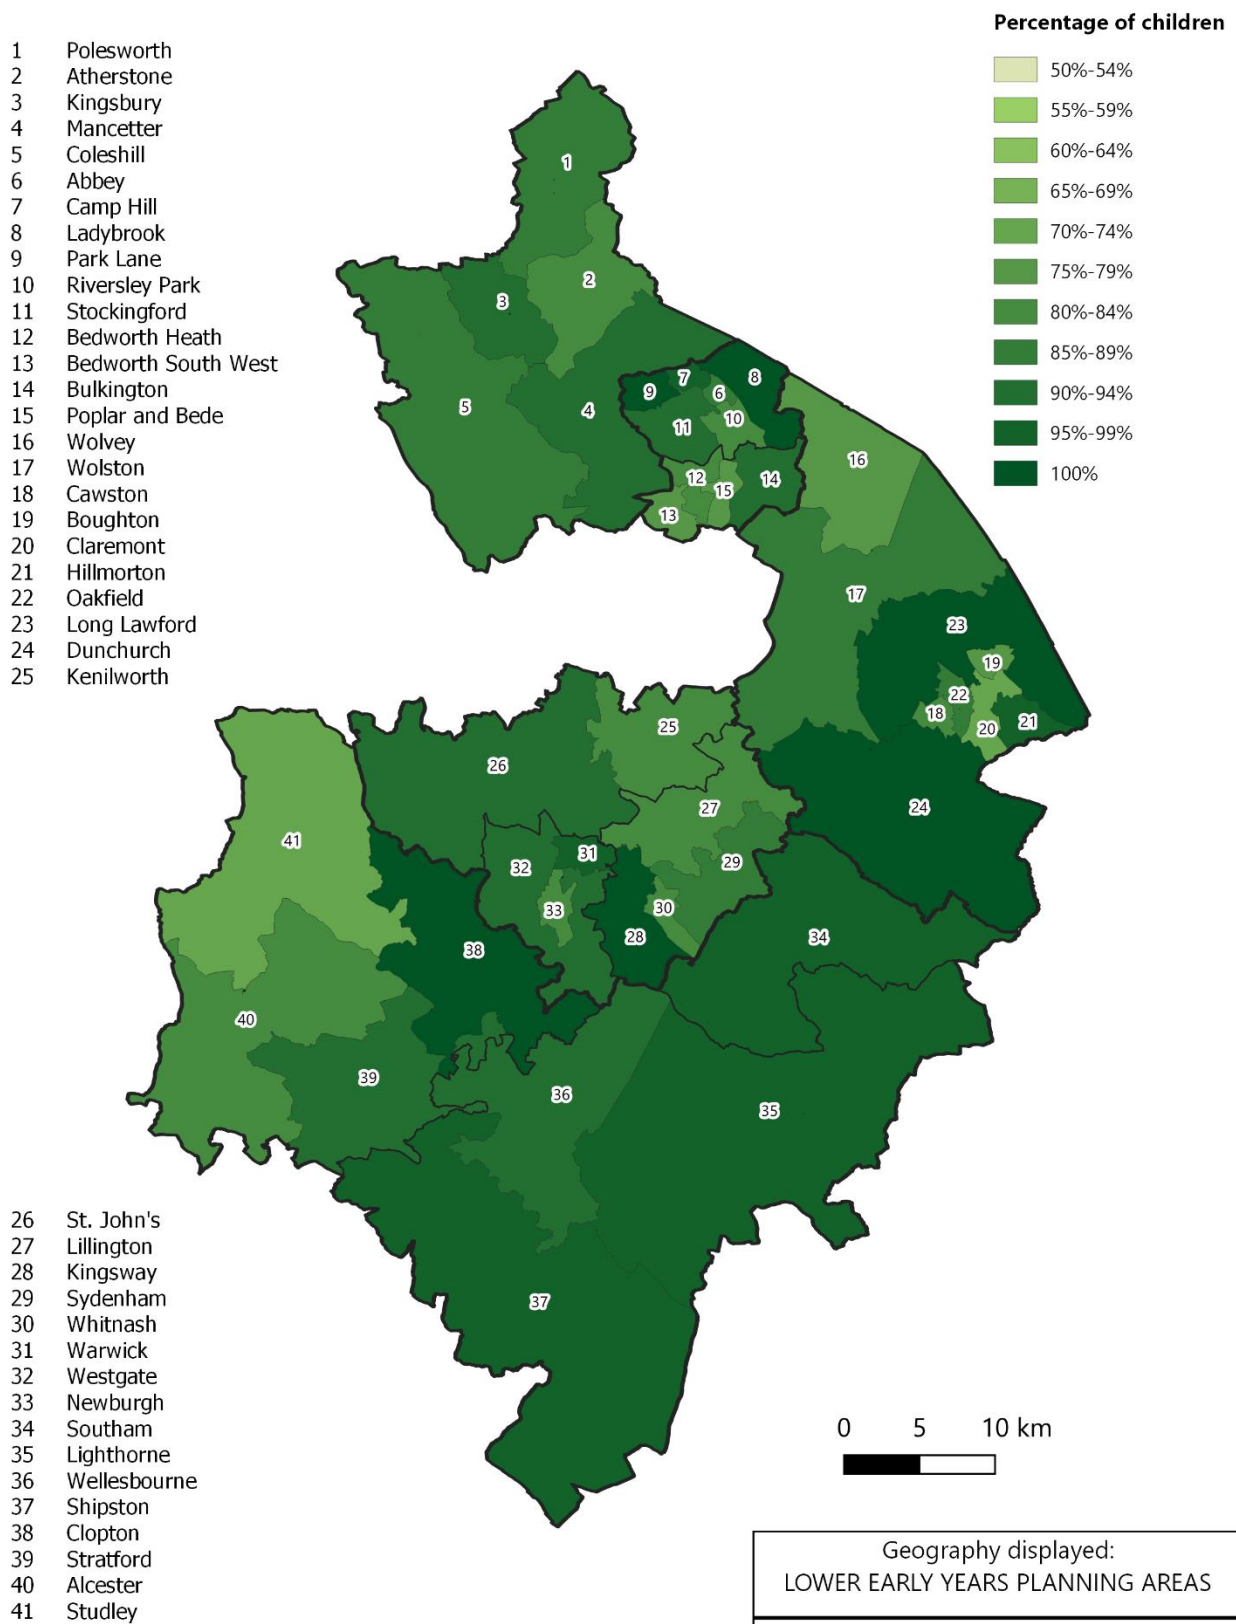 Percentage of children
50%-54%
55%-59%
60%-64%
65%-69%
70%-74%
75%-79%
80%-84%
85%-89%
90%-94%
95%-99%
100%
1 Polesworth
2 Atherstone
3 Kingsbury
4 Mancetter
5 Coleshill
6 Abbey
7 Camp Hill
8 Ladybrook
9 Park Lane
10 Riversley Park
11 Stockingford
12 Bedworth Heath
13 Bedworth South West
14 Bulkington
15 Poplar and Bede
16 Wolvey
17 Wolston
18 Cawston
19 Boughton
20 Claremont
21 Hillmorton
22 Oakfield
23 Long Lawford
24 Dunchurch
25 Kenilworth
1
2
3
4
5
9
7
8
6
10
11
12
15
14
13
16
17
23
19
22
18
20
21
25
26
27
24
41
31
32
29
33
30
28
34
38
40
39
36
35
37
26 St. John's
27 Lillington
28 Kingsway
29 Sydenham
30 Whitnash
31 Warwick
32 Westgate
33 Newburgh
34 Southam
35 Lighthorne
36 Wellesbourne
37 Shipston
38 Clopton
39 Stratford
40 Alcester
41 Studley
0 5 10 km
Geography displayed:
LOWER EARLY YEARS PLANNING AREAS